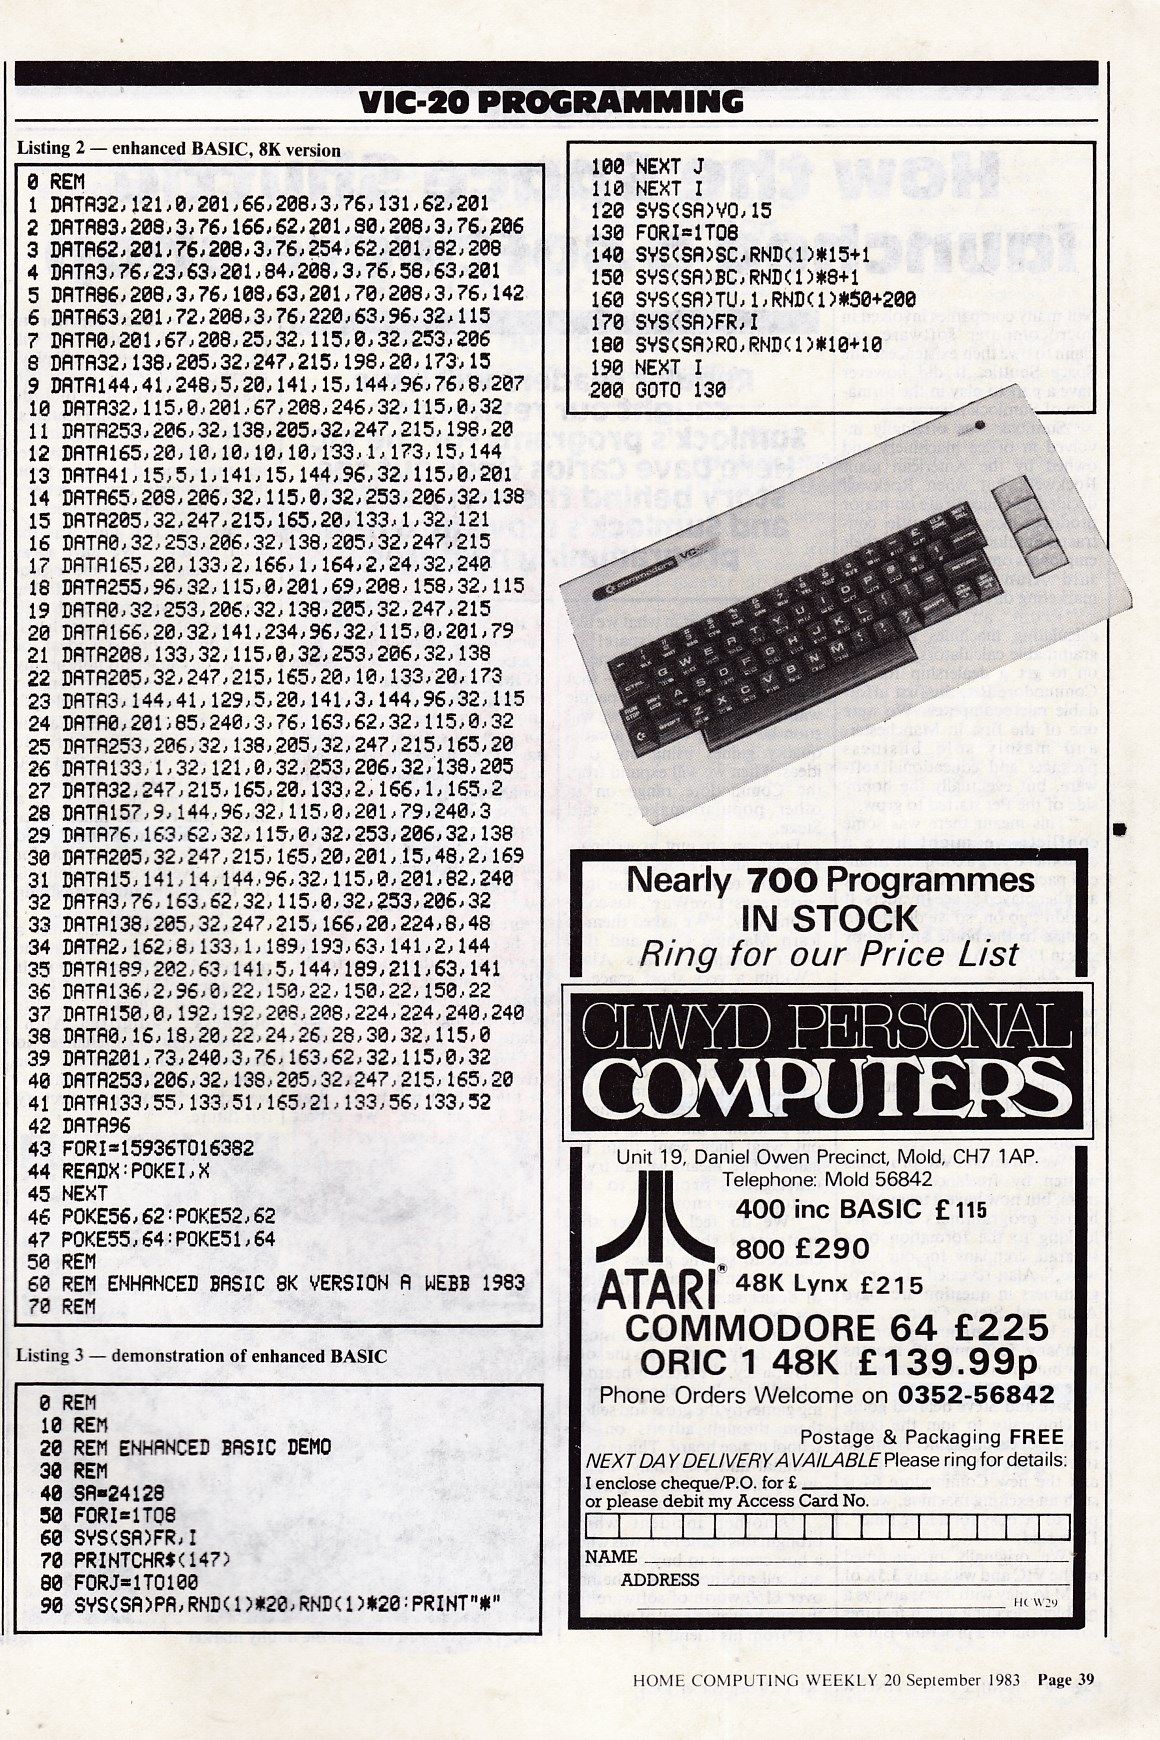 VIC-20 PROGRAMMING
Listing 2 — enhanced BASIC, 8K version
0 REM
1 DATA32,121,0,201,66,208,3,76,131,62,201
2 DATA83,208,3,76,166,62,201,80,208,3,76,206
3 DATA62,201,76,208,3,76,254,62,201,82,208
4 DATA3,76,23,63,201,84,208,3,76,58,63,201
5 DATA86,208,3,76,108,63,201,70,208,3,76,142
6 DATA63,201,72,208,3,76,220,63,96,32,115
7 DATA0,201,67,208,25,32,115,0,32,253,206
8 DATA32,138,205,32,247,215,198,20,173,15
9 DATA144,41,248,5,20,141,15,144,96,76,8,207
10 DATA32,115,0,201,67,208,246,32,115,0,32
11 DATA253,206,32,138,205,32,247,215,198,20
12 DATA165,20,10,10,10,10,133,1,173,15,144
13 DATA41,15,5,1,141,15,144,96,32,115,0,201
14 DATA65,208,206,32,115,0,32,253,206,32,138
15 DATA205,32,247,215,165,20,133,1,32,121
16 DATA0,32,253,206,32,138,205,32,247,215
17 DATA165,20,133,2,166,1,164,2,24,32,240
18 DATA255,96,32,115,0,201,69,208,158,32,115
19 DATA0,32,253,206,32,138,205,32,247,215
20 DATA166,20,32,141,234,96,32,115,0,201,79
21 DATA208,133,32,115,0,32,253,206,32,138
22 DATA205,32,247,215,165,20,10,133,20,173
23 DATA3,144,41,129,5,20,141,3,144,96,32,115
24 DATA0,201,85,240,3,76,163,62,32,115,0,32
25 DATA253,206,32,138,205,32,247,215,165,20
26 DATA133,1,32,121,0,32,253,206,32,138,205
27 DATA32,247,215,165,20,133,2,166,1,165,2
28 DATA157,9,144,96,32,115,0,201,79,240,3
29 DATA76,163,62,32,115,0,32,253,206,32,138
30 DATA205,32,247,215,165,20,201,15,48,2,169
31 DATA15,141,14,144,96,32,115,0,201,82,240
32 DATA3,76,163,62,32,115,0,32,253,206,32
33 DATA138,205,32,247,215,166,20,224,8,48
34 DATA2,162,8,133,1,189,193,63,141,2,144
35 DATA189,202,63,141,5,144,189,211,63,141
36 DATA136,2,96,0,22,150,22,150,22,150,22
37 DATA150,0,192,192,208,208,224,224,240,240
38 DATA0,16,18,20,22,24,26,28,30,32,115,0
39 DATA201,73,240,3,76,163,62,32,115,0,32
40 DATA253,206,32,138,205,32,247,215,165,20
41 DATA133,55,133,51,165,21,133,56,133,52
42 DATA96
43 FORI=15936TO16382
44 READX:POKEI,X
45 NEXT
46 POKE56,62:POKE52,62
47 POKE55,64:POKE51,64
50 REM
60 REM ENHANCED BASIC 8K VERSION A WEBB 1983
70 REM
Listing 3 — demonstration of enhanced BASIC
0 REM
10 REM
20 REM ENHANCED BASIC DEMO
30 REM
40 SA=24128
50 FORI=1TO8
60 SYS(SA)FR,I
70 PRINTCHR$(147)
80 FORJ=1TO100
90 SYS(SA)PA,RND(1)*20,RND(1)*20:PRINT"*"
100 NEXT J
110 NEXT I
120 SYS(SA)VO,15
130 FORI=1TO8
140 SYS(SA)SC,RND(1)*15+1
150 SYS(SA)BC,RND(1)*8+1
160 SYS(SA)TU,1,RND(1)*50+200
170 SYS(SA)FR,I
180 SYS(SA)RO,RND(1)*10+10
190 NEXT I
200 GOTO 130
commodore VIC
Nearly 700 Programmes
IN STOCK
Ring for our Price List
CLWYD PERSONAL
COMPUTERS
Unit 19, Daniel Owen Precinct, Mold, CH7 1AP.
Telephone: Mold 56842
ATARI®
400 inc BASIC £115
800 £290
48K Lynx £215
COMMODORE 64 £225
ORIC 1 48K £139.99p
Phone Orders Welcome on 0352-56842
Postage & Packaging FREE
NEXT DAY DELIVERY AVAILABLE Please ring for details:
I enclose cheque/P.O. for £
or please debit my Access Card No.
NAME
ADDRESS
HCW29
HOME COMPUTING WEEKLY 20 September 1983 Page 39